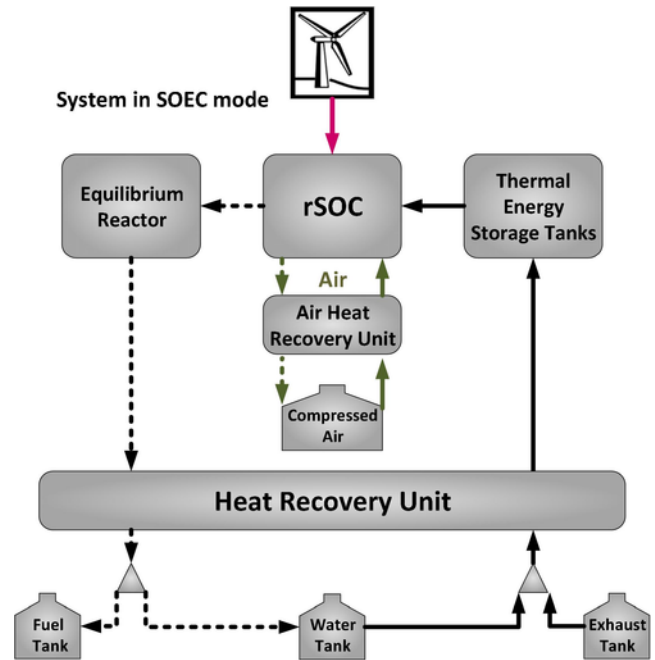 System in SOEC mode
Equilibrium
Reactor
rSOC
Thermal
Energy
Storage Tanks
Air
Air Heat
Recovery Unit
Compressed
Air
Heat Recovery Unit
Fuel
Tank
Water
Tank
Exhaust
Tank